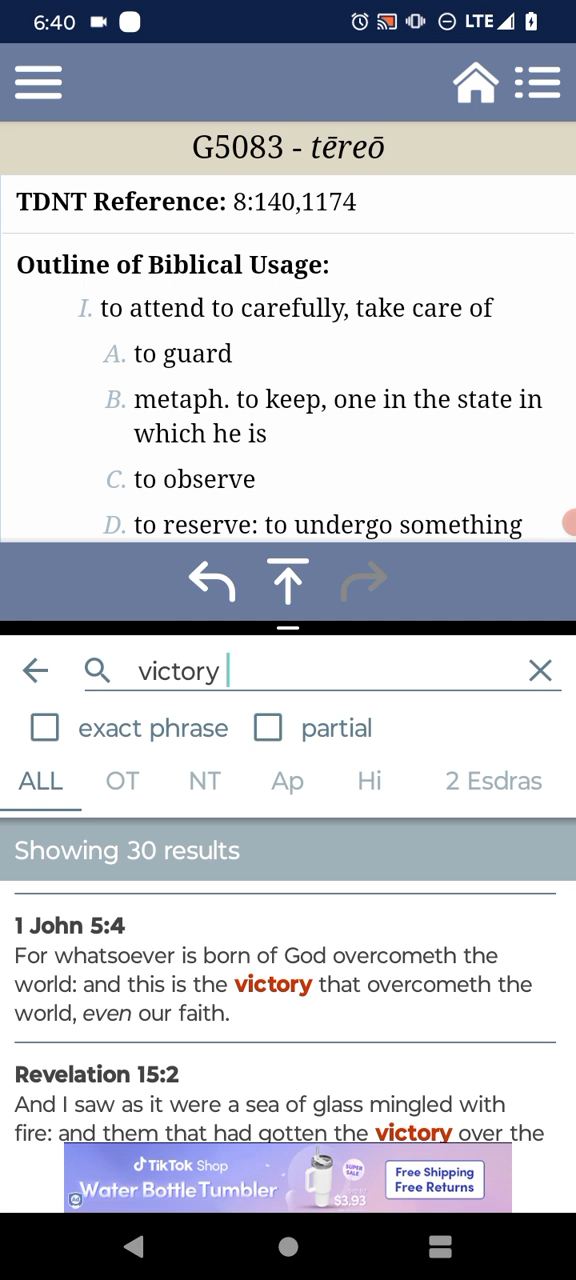 6:40
LTE
G5083 - tēreō
TDNT Reference: 8:140,1174
Outline of Biblical Usage:
I. to attend to carefully, take care of
A. to guard
B. metaph. to keep, one in the state in
which he is
C. to observe
D. to reserve: to undergo something
victory
exact phrase partial
ALL OT NT Ap Hi 2 Esdras
Showing 30 results
1 John 5:4
For whatsoever is born of God overcometh the
world: and this is the victory that overcometh the
world, even our faith.
Revelation 15:2
And I saw as it were a sea of glass mingled with
fire: and them that had gotten the victory over the
TikTok Shop
Water Bottle Tumbler
SUPER
SALE
$3.93
Free Shipping
Free Returns
Ad